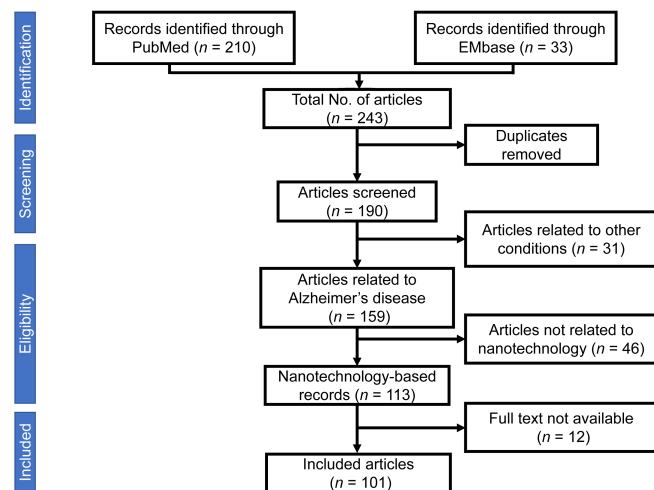 Identification
Records identified through
PubMed (n = 210)
Records identified through
EMbase (n = 33)
Total No. of articles
(n = 243)
Duplicates
removed
Screening
Articles screened
(n = 190)
Articles related to other
conditions (n = 31)
Eligibility
Articles related to
Alzheimer's disease
(n = 159)
Articles not related to
nanotechnology (n = 46)
Nanotechnology-based
records (n = 113)
Full text not available
(n = 12)
Included
Included articles
(n = 101)